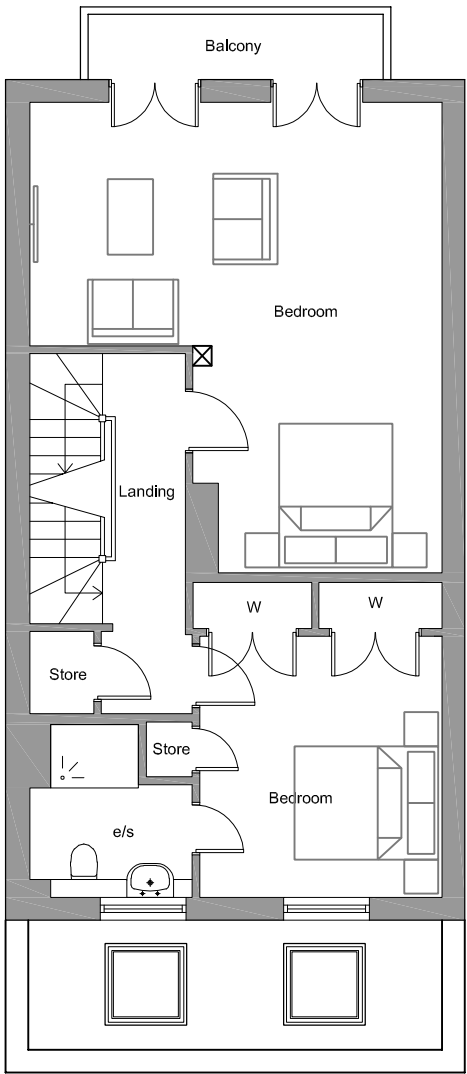 Balcony
Bedroom
Landing
W
W
Store
Store
Bedroom
e/s